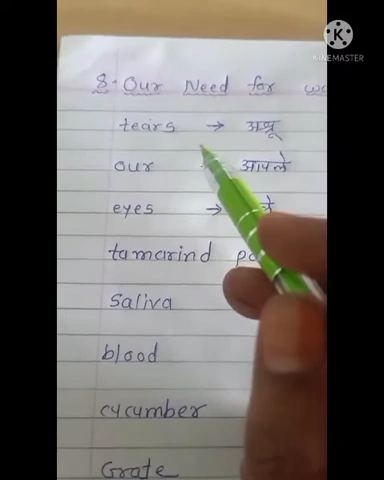 KINEMASTER
8. Our Need for
tears → अश्रू
our आपले
eyes →
tamarind
saliva
blood
cucumber
Grate